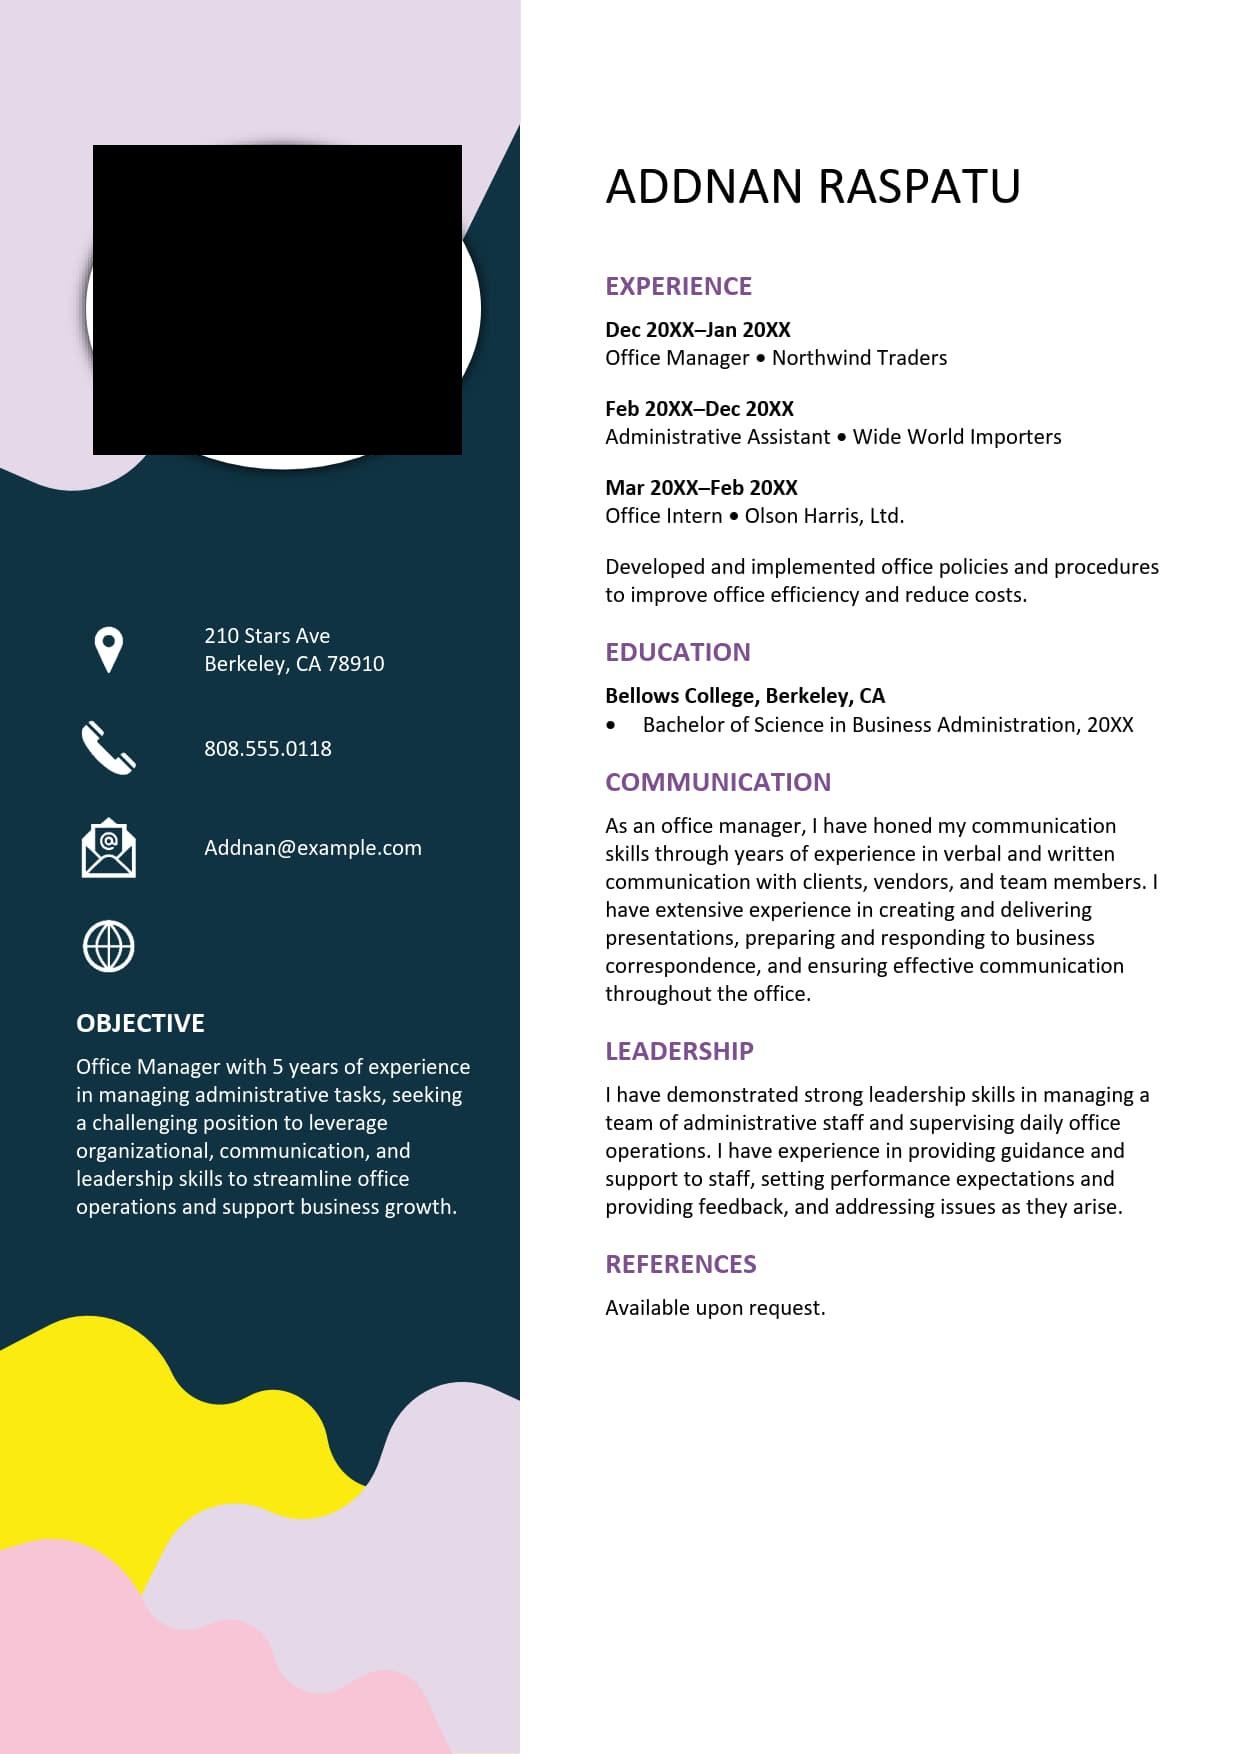 ADDNAN RASPATU
210 Stars Ave
Berkeley, CA 78910
808.555.0118
@
Addnan@example.com
OBJECTIVE
Office Manager with 5 years of experience
in managing administrative tasks, seeking
a challenging position to leverage
organizational, communication, and
leadership skills to streamline office
operations and support business growth.
EXPERIENCE
Dec 20XX–Jan 20XX
Office Manager • Northwind Traders
Feb 20XX–Dec 20XX
Administrative Assistant • Wide World Importers
Mar 20XX–Feb 20XX
Office Intern • Olson Harris, Ltd.
Developed and implemented office policies and procedures
to improve office efficiency and reduce costs.
EDUCATION
Bellows College, Berkeley, CA
• Bachelor of Science in Business Administration, 20XX
COMMUNICATION
As an office manager, I have honed my communication
skills through years of experience in verbal and written
communication with clients, vendors, and team members. I
have extensive experience in creating and delivering
presentations, preparing and responding to business
correspondence, and ensuring effective communication
throughout the office.
LEADERSHIP
I have demonstrated strong leadership skills in managing a
team of administrative staff and supervising daily office
operations. I have experience in providing guidance and
support to staff, setting performance expectations and
providing feedback, and addressing issues as they arise.
REFERENCES
Available upon request.